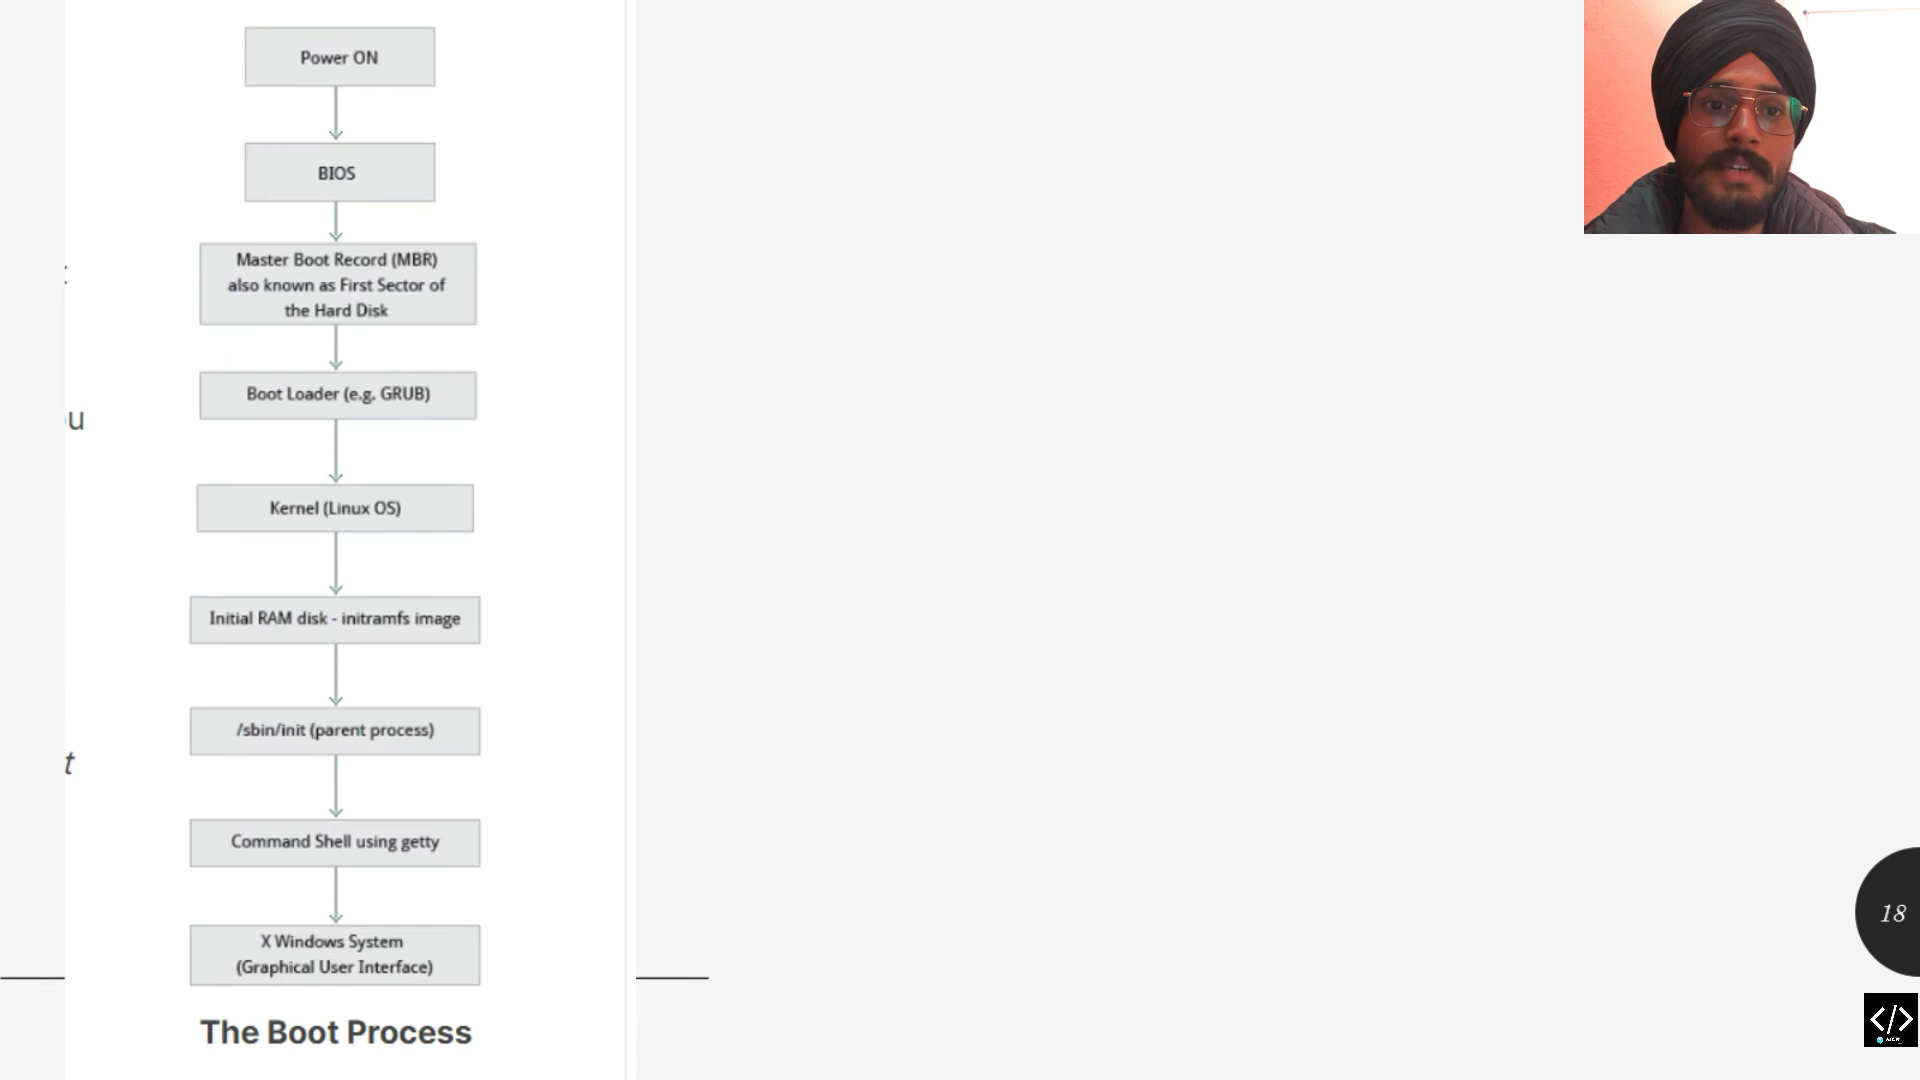 Power ON
BIOS
Master Boot Record (MBR)
also known as First Sector of
the Hard Disk
:
ou
Boot Loader (e.g. GRUB)
Kernel (Linux OS)
Initial RAM disk - initramfs image
/sbin/init (parent process)
t
Command Shell using getty
X Windows System
(Graphical User Interface)
The Boot Process
18
</>